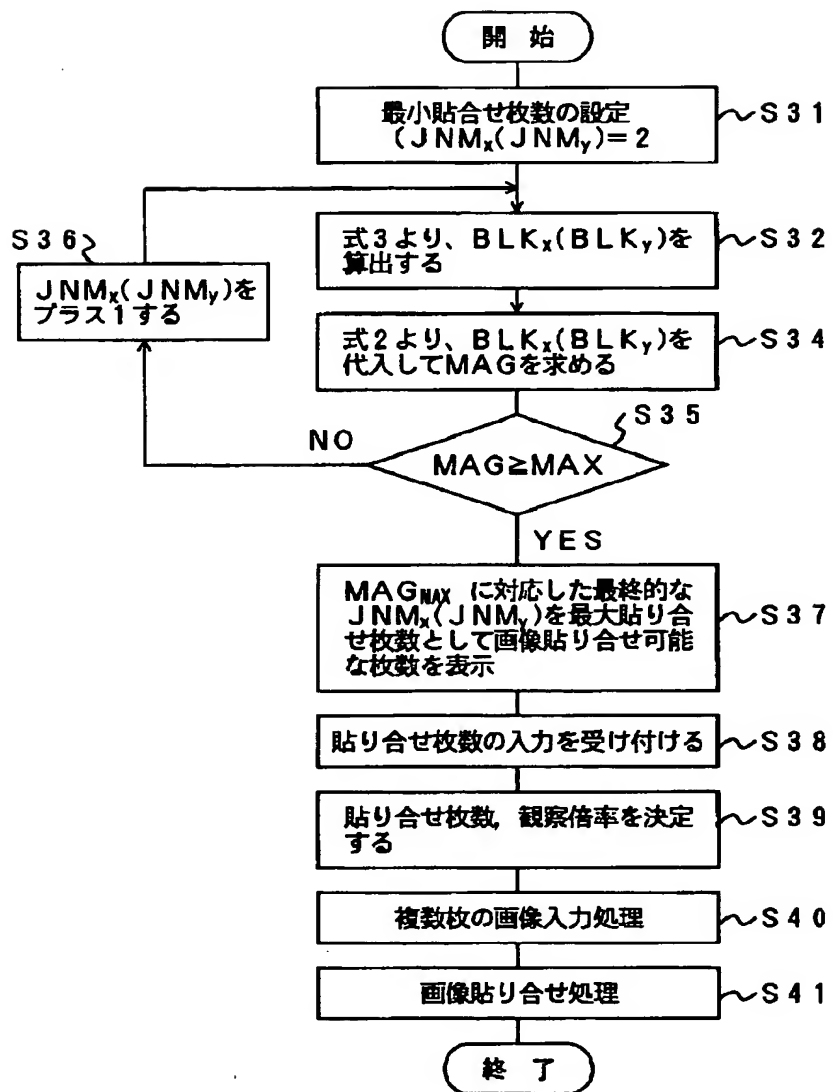 開 始
最小貼合せ枚数の設定
(JNMx(JNMy)=2
S31
S36
JNMx(JNMy)を
プラス1する
式3より、BLKx(BLKy)を
算出する
S32
式2より、BLKx(BLKy)を
代入してMAGを求める
S34
S35
NO
MAG≧MAX
YES
MAGNAX に対応した最終的な
JNMx(JNMy)を最大貼り合
せ枚数として画像貼り合せ可能
な枚数を表示
S37
貼り合せ枚数の入力を受け付ける
S38
貼り合せ枚数, 観察倍率を決定
する
S39
複数枚の画像入力処理
S40
画像貼り合せ処理
S41
終 了